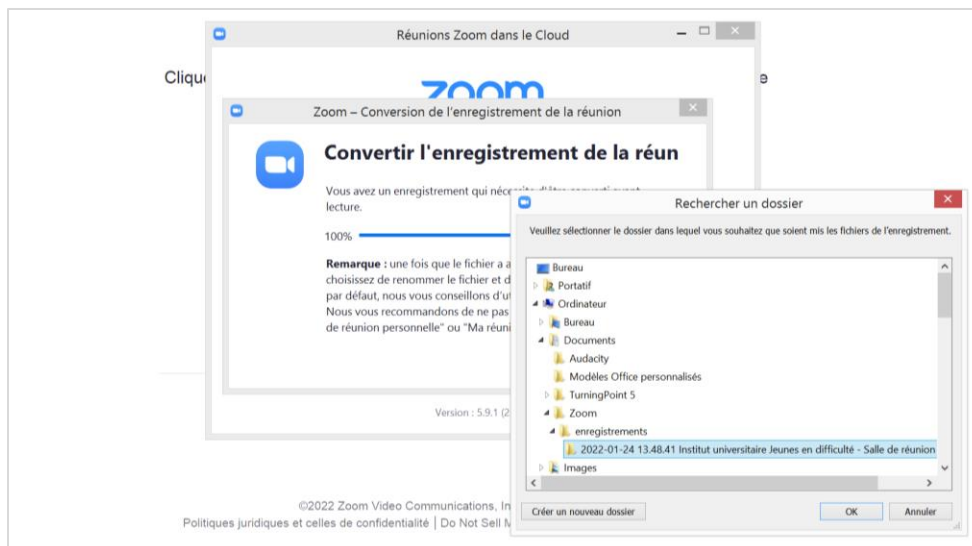 Réunions Zoom dans le Cloud
zoom
Zoom – Conversion de l'enregistrement de la réunion
Convertir l'enregistrement de la réun
Vous avez un enregistrement qui
lecture.
100%
Remarque : une fois que le fichier a
choisissez de renommer le fichier et
par défaut, nous vous conseillons
Nous vous recommandons de ne pas
de réunion personnelle" ou "Ma
Version : 5.9.1 (2
Rechercher un dossier
Veuillez sélectionner le dossier dans lequel vous souhaitez que soient mis les fichiers de l'enregistrement.
Bureau
Portatif
Ordinateur
Bureau
Documents
Audacity
Modèles Office personnalisés
TurningPoint 5
Zoom
enregistrements
2022-01-24 13.48.41 Institut universitaire Jeunes en difficulté - Salle de réunion
Images
Créer un nouveau dossier
OK
Annuler
©2022 Zoom Video Communications, In
Politiques juridiques et celles de confidentialité | Do Not Sell